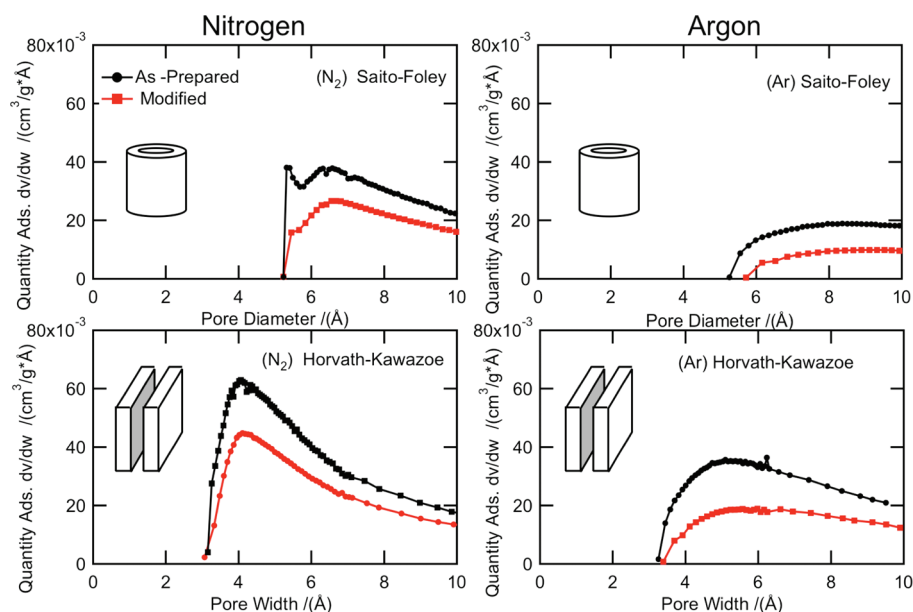 Nitrogen
Argon
80x10⁻³
60
40
20
0
Quantity Ads. dv/dw /(cm³/g*Å)
As -Prepared
Modified
(N₂) Saito-Foley
0 2 4 6 8 10
Pore Diameter /(Å)
80x10⁻³
60
40
20
0
Quantity Ads. dv/dw /(cm³/g*Å)
(Ar) Saito-Foley
0 2 4 6 8 10
Pore Diameter /(Å)
80x10⁻³
60
40
20
0
Quantity Ads. dv/dw /(cm³/g*Å)
(N₂) Horvath-Kawazoe
0 2 4 6 8 10
Pore Width /(Å)
80x10⁻³
60
40
20
0
Quantity Ads. dv/dw /(cm³/g*Å)
(Ar) Horvath-Kawazoe
0 2 4 6 8 10
Pore Width /(Å)